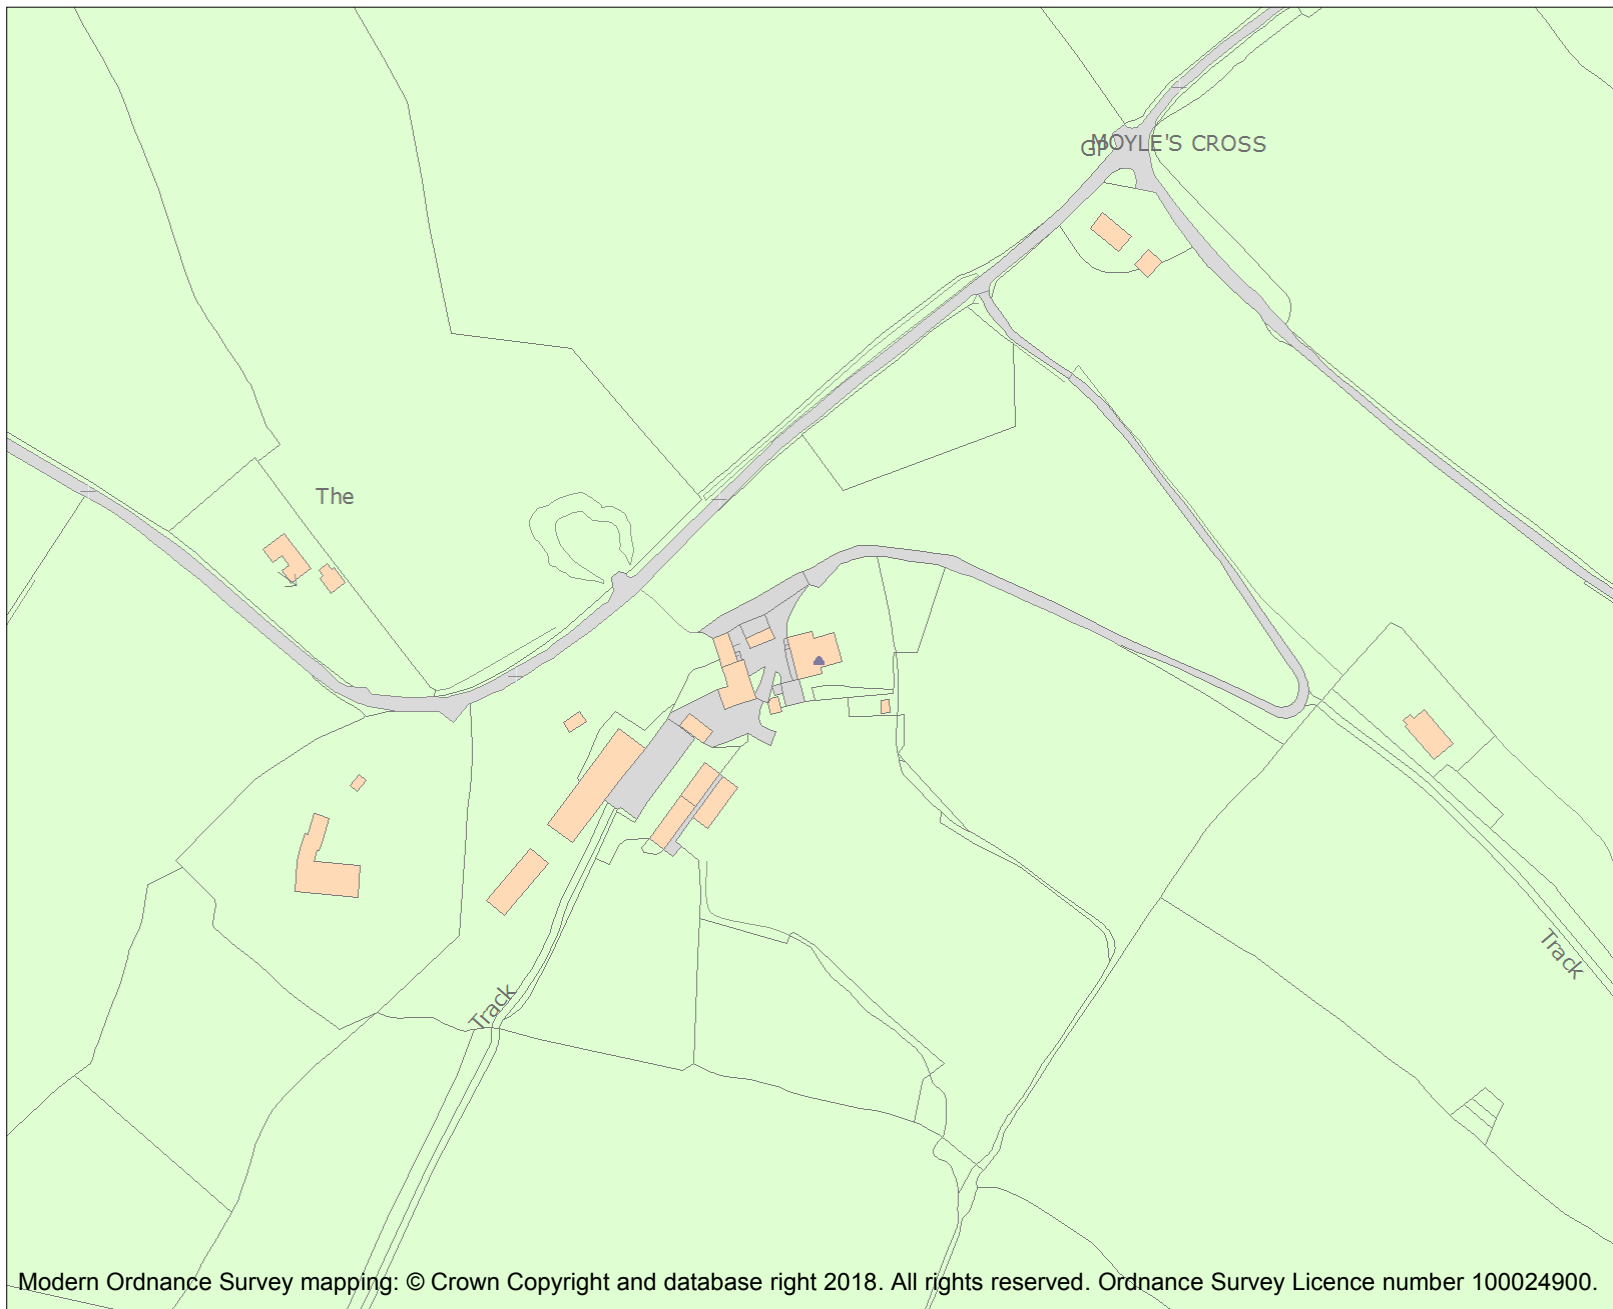 MOYLE'S CROSS
GP
The
Track
Track
Modern Ordnance Survey mapping: © Crown Copyright and database right 2018. All rights reserved. Ordnance Survey Licence number 100024900.